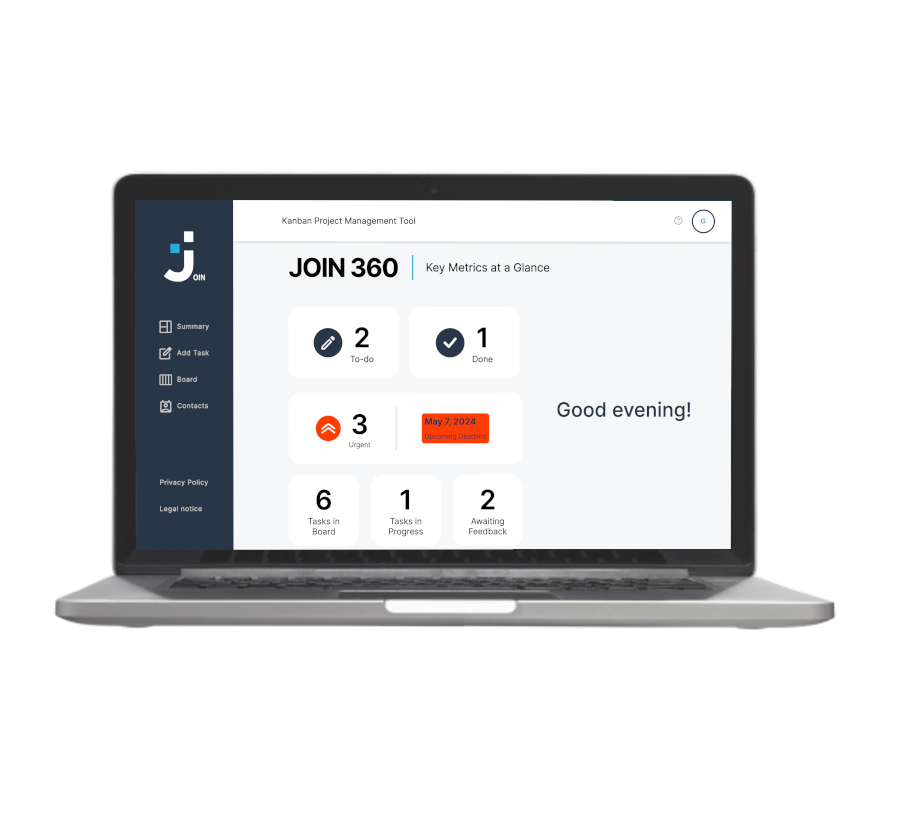 Kanban Project Management Tool
G
JOIN 360
Key Metrics at a Glance
OIN
Summary
Add Task
Board
Contacts
Privacy Policy
Legal notice
2
To-do
1
Done
3
Urgent
May 7, 2024
Upcoming Deadline
6
Tasks in
Board
1
Tasks in
Progress
2
Awaiting
Feedback
Good evening!